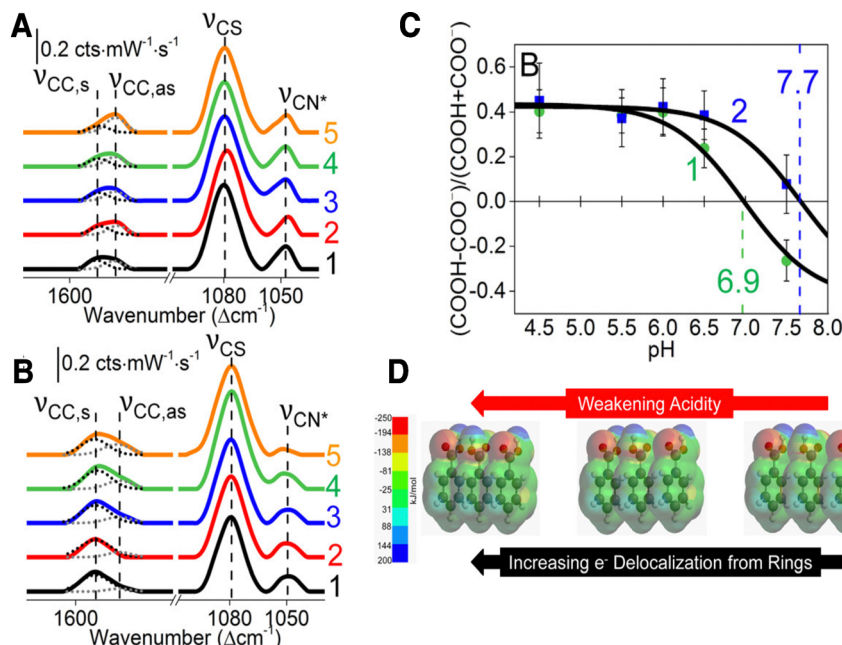 A
0.2 cts·mW⁻¹·s⁻¹
νCS
νCC,s
νCC,as
νCN*
5
4
3
2
1
1600
1080
1050
Wavenumber (Δcm⁻¹)
B
0.2 cts·mW⁻¹·s⁻¹
νCS
νCC,s
νCC,as
νCN*
5
4
3
2
1
1600
1080
1050
Wavenumber (Δcm⁻¹)
C
B
(COOH-COO⁻)/(COOH+COO⁻)
0.6
0.4
0.2
0.0
-0.2
-0.4
7.7
2
1
6.9
4.5 5.0 5.5 6.0 6.5 7.0 7.5 8.0
pH
D
Weakening Acidity
-250
-194
-138
-81
-25
31
88
144
200
kJ/mol
Increasing e⁻ Delocalization from Rings